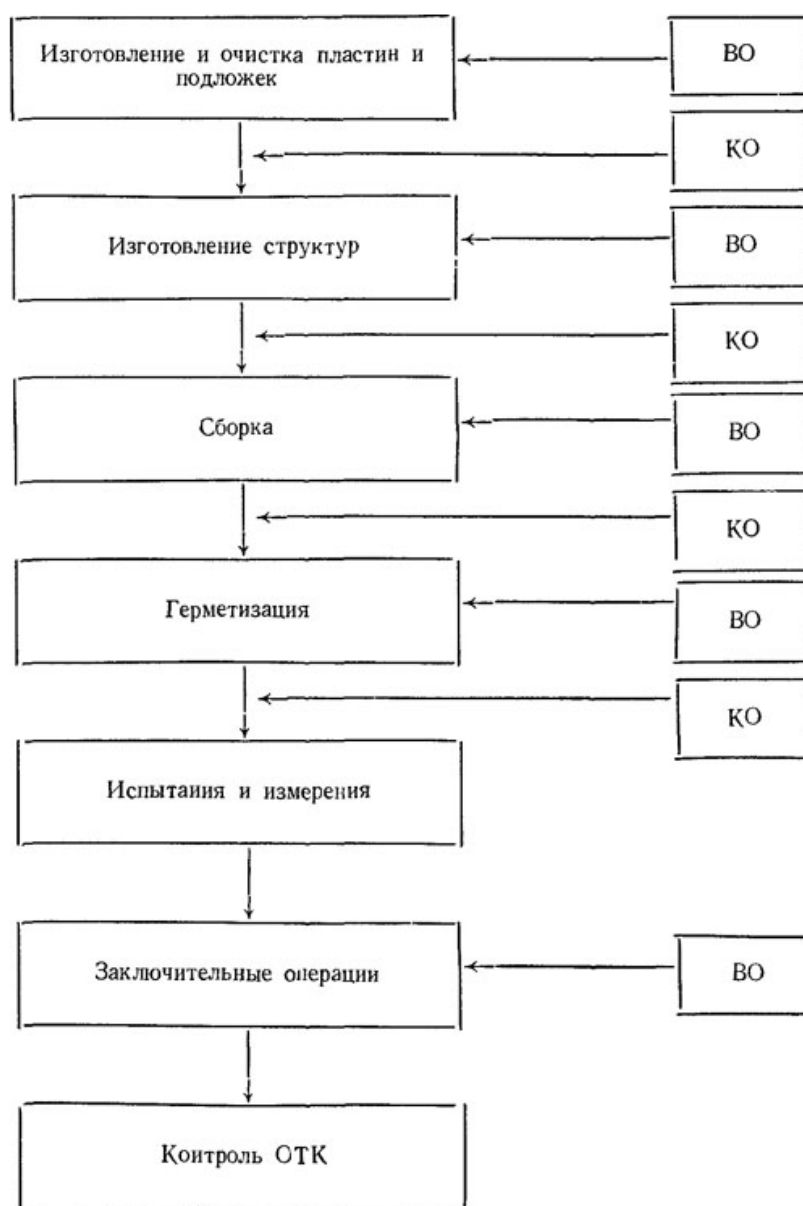 Изготовление и очистка пластин и
подложек
ВО
КО
Изготовление структур
ВО
КО
Сборка
ВО
КО
Герметизация
ВО
КО
Испытания и измерения
Заключительные операции
ВО
Контроль ОТК